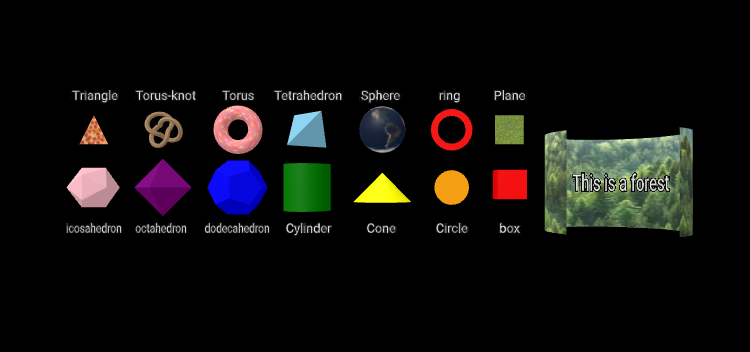 Triangle Torus-knot Torus Tetrahedron Sphere ring Plane
This is a forest
icosahedron octahedron dodecahedron Cylinder Cone Circle box